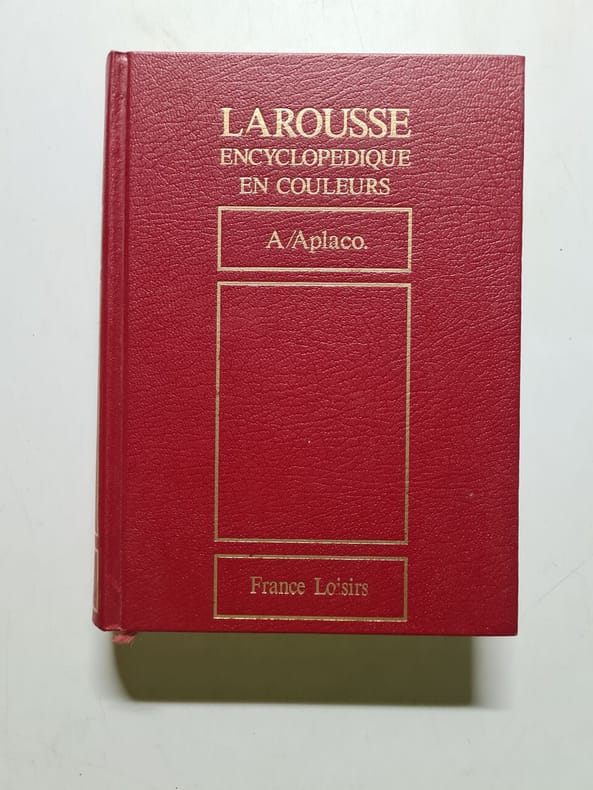 LAROUSSE
ENCYCLOPEDIQUE
EN COULEURS
A/Aplaco.
France Loisirs